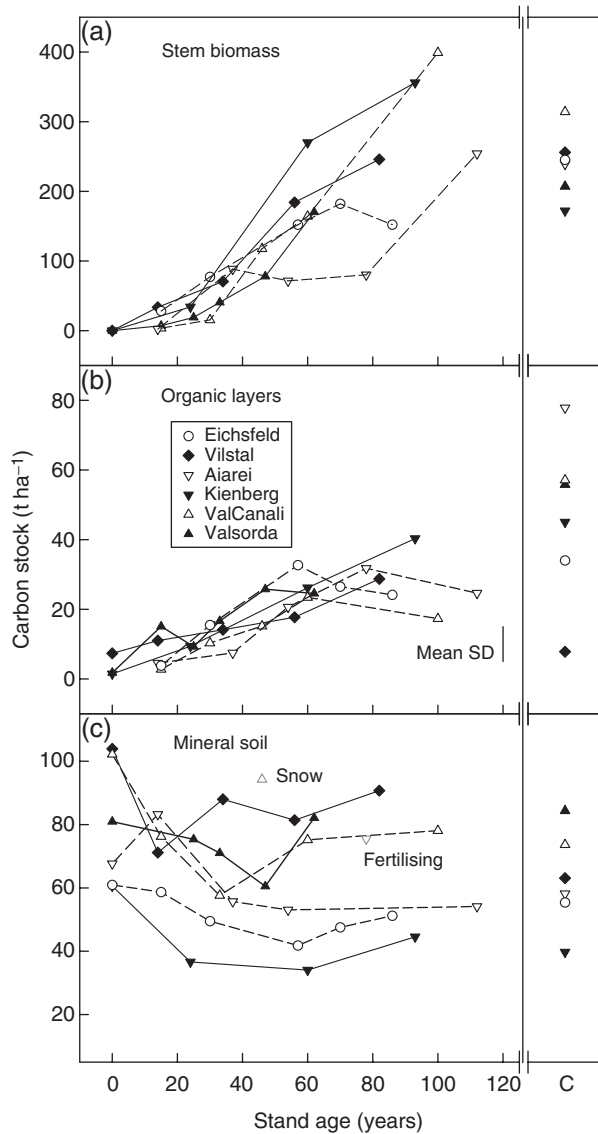 (a)
Stem biomass
400
300
200
100
0
(b)
Organic layers
Eichsfeld
Vilstal
Aiarei
Kienberg
ValCanali
Valsorda
80
60
40
20
0
Mean SD
Carbon stock (t ha⁻¹)
(c)
Mineral soil
Snow
Fertilising
100
80
60
40
20
0 20 40 60 80 100 120 C
Stand age (years)